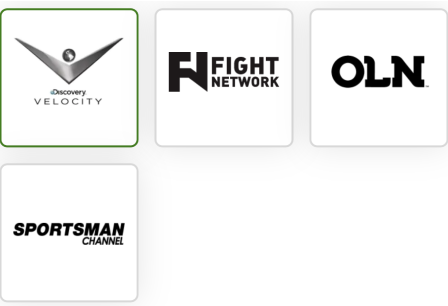 Discovery
VELOCITY
FIGHT
NETWORK
OLN
SPORTSMAN
CHANNEL